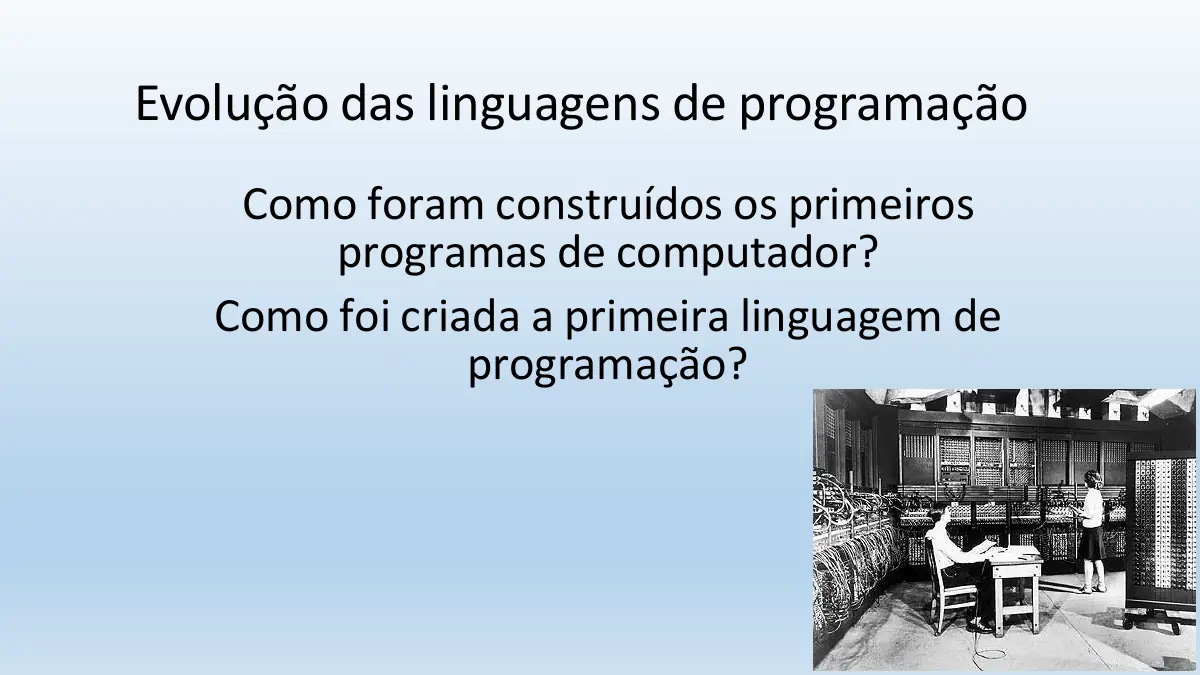 Evolução das linguagens de programação
Como foram construídos os primeiros
programas de computador?
Como foi criada a primeira linguagem de
programação?